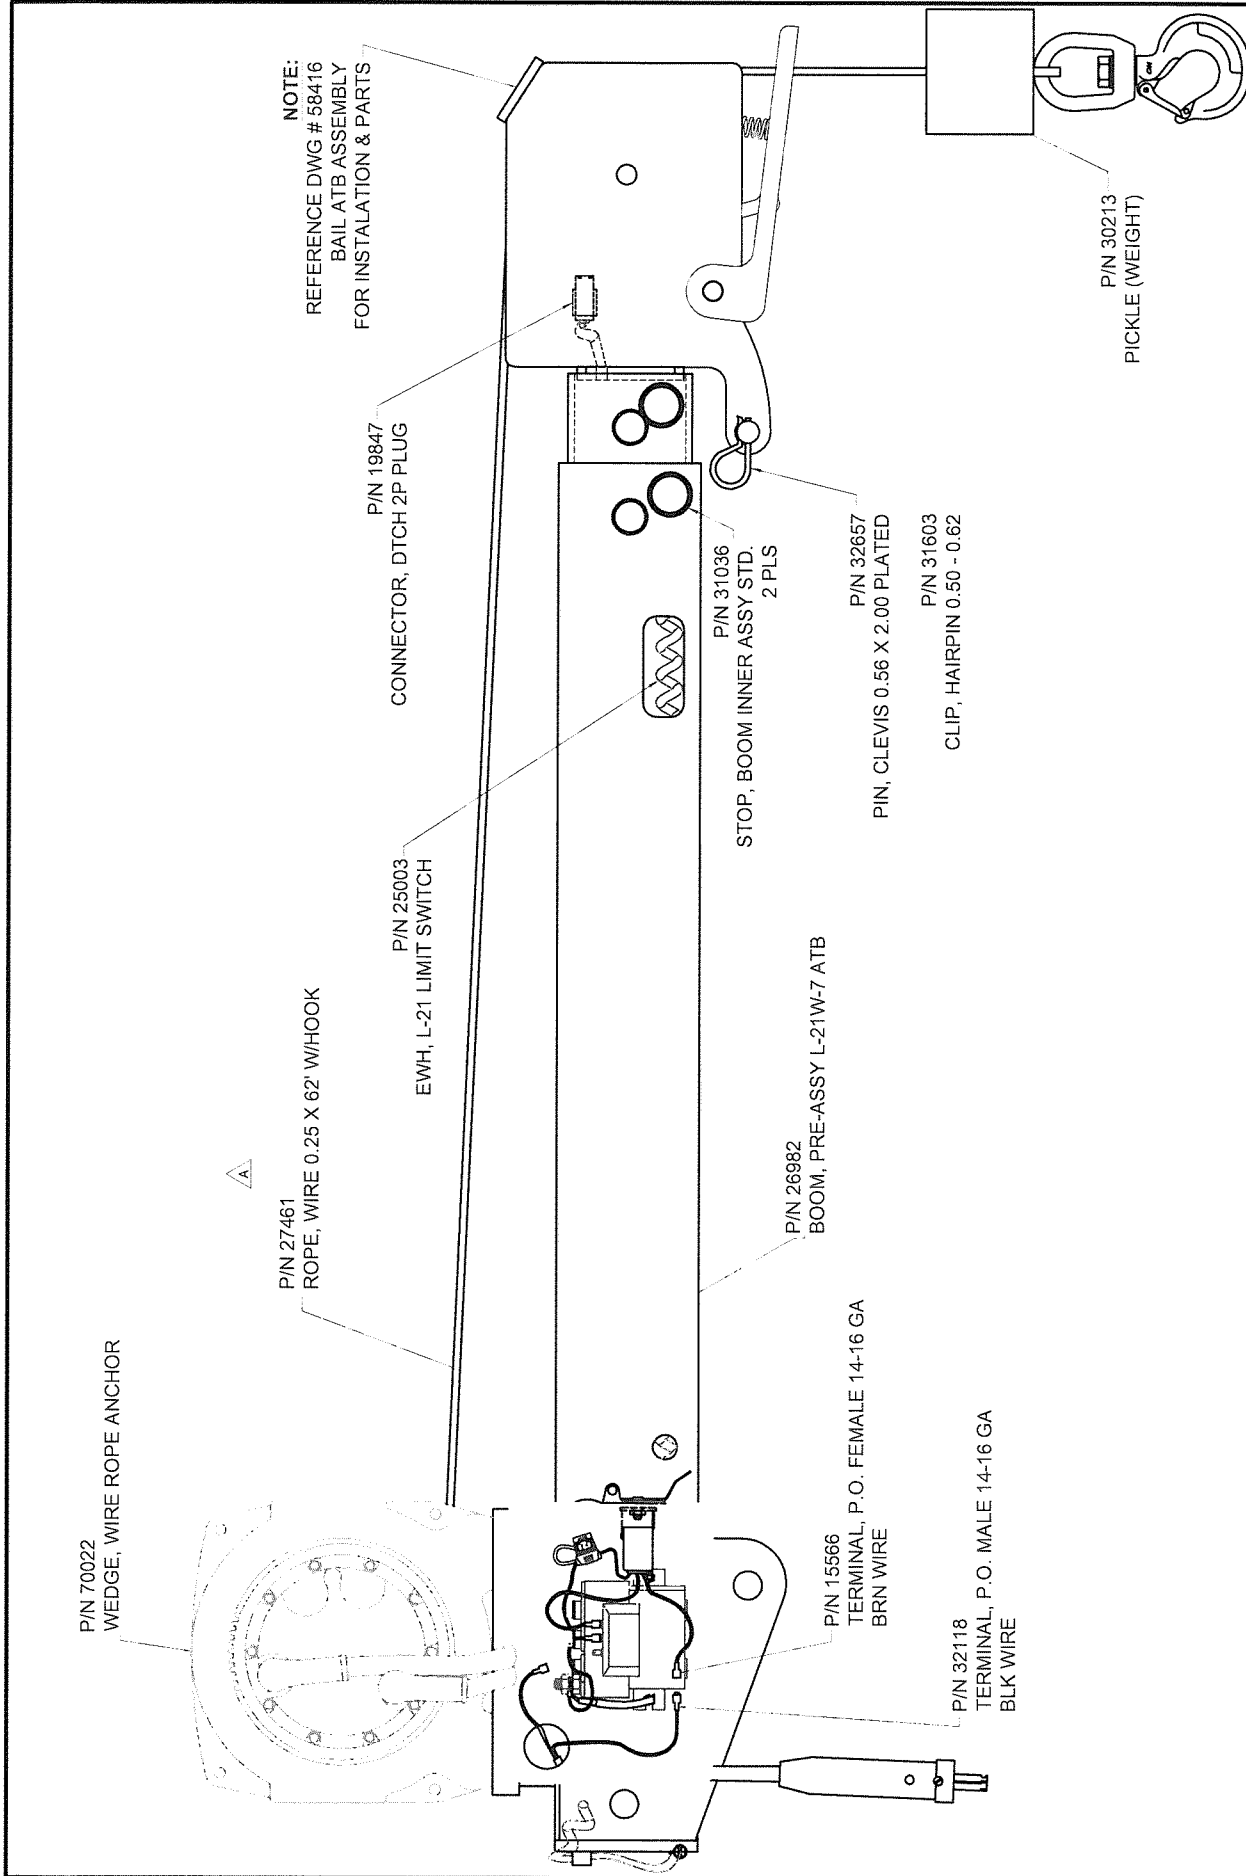 P/N 70022
WEDGE, WIRE ROPE ANCHOR
A
P/N 27461
ROPE, WIRE 0.25 X 62' W/HOOK
P/N 25003
EWH, L-21 LIMIT SWITCH
P/N 19847
CONNECTOR, DTCH 2P PLUG
NOTE:
REFERENCE DWG # 58416
BAIL ATB ASSEMBLY
FOR INSTALATION & PARTS
P/N 32118
TERMINAL, P.O. MALE 14-16 GA
BLK WIRE
P/N 15566
TERMINAL, P.O. FEMALE 14-16 GA
BRN WIRE
P/N 26982
BOOM, PRE-ASSY L-21W-7 ATB
P/N 31036
STOP, BOOM INNER ASSY STD.
2 PLS
P/N 32657
PIN, CLEVIS 0.56 X 2.00 PLATED
P/N 31603
CLIP, HAIRPIN 0.50 - 0.62
P/N 30213
PICKLE (WEIGHT)